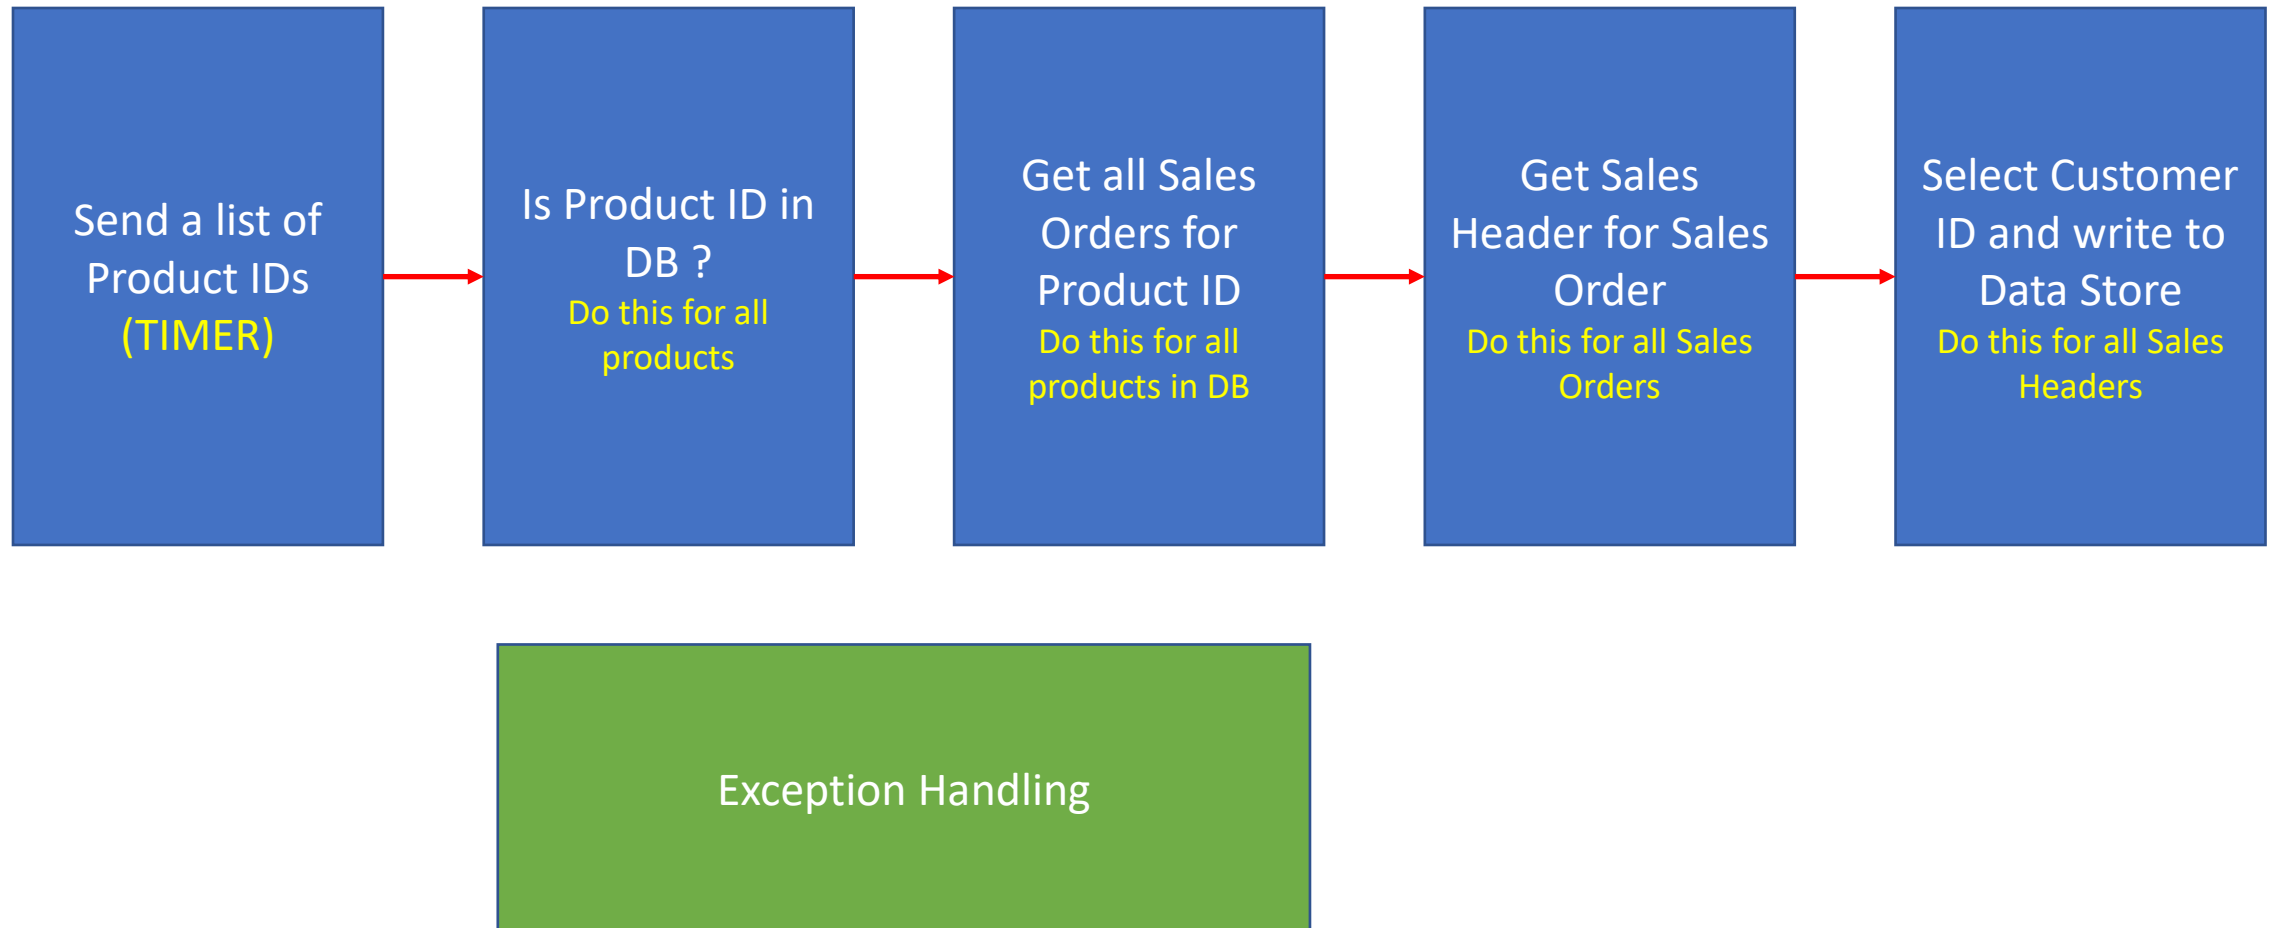 Send a list of
Product IDs
(TIMER)
Is Product ID in
DB ?
Do this for all
products
Get all Sales
Orders for
Product ID
Do this for all
products in DB
Get Sales
Header for Sales
Order
Do this for all Sales
Orders
Select Customer
ID and write to
Data Store
Do this for all Sales
Headers
Exception Handling